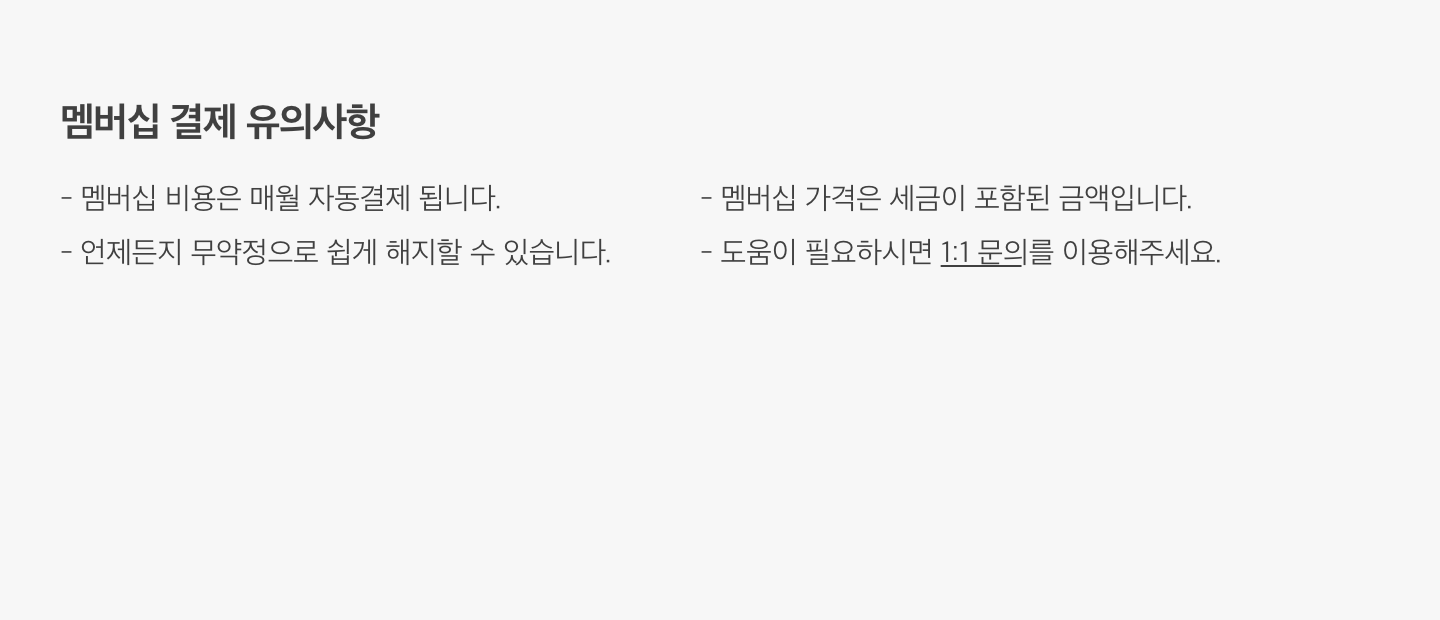 멤버십 결제 유의사항
- 멤버십 비용은 매월 자동결제 됩니다.
- 언제든지 무약정으로 쉽게 해지할 수 있습니다.
- 멤버십 가격은 세금이 포함된 금액입니다.
- 도움이 필요하시면 1:1 문의를 이용해주세요.